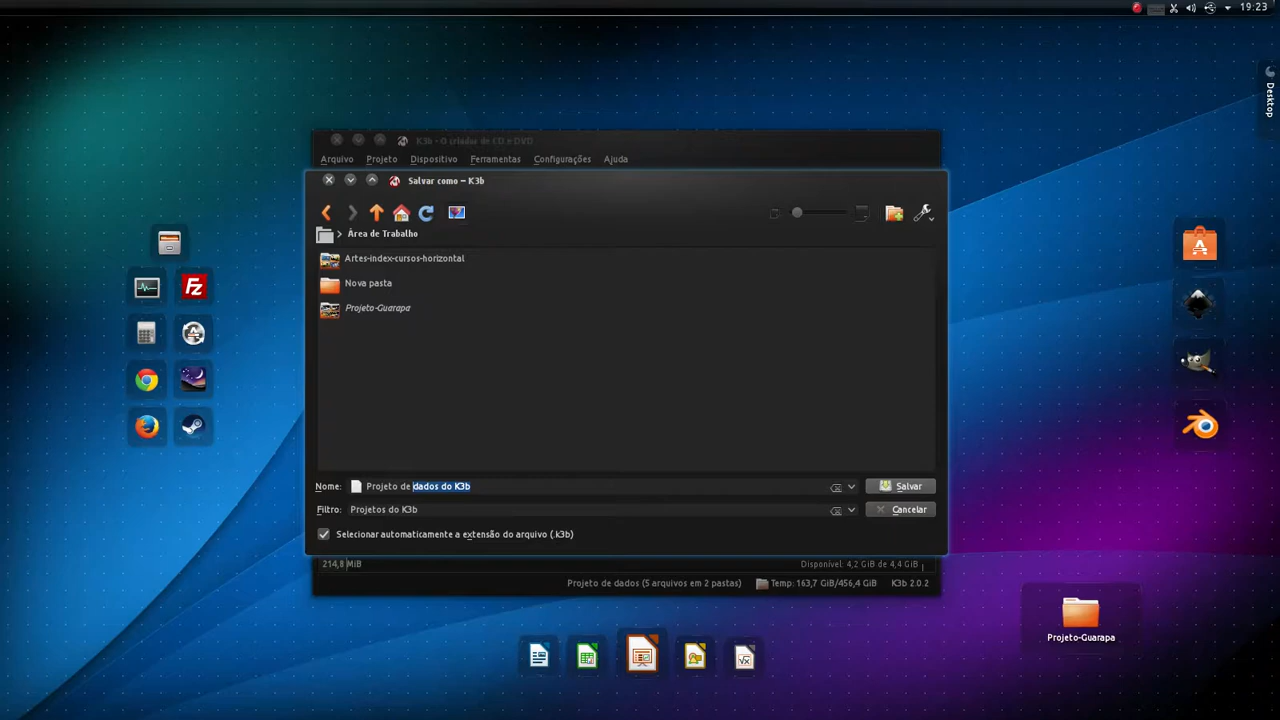 19:23
Desktop
K3b - O criador de CD e DVD
Arquivo Projeto Dispositivo Ferramentas Configurações Ajuda
Salvar como – K3b
Área de Trabalho
Artes-index-cursos-horizontal
Nova pasta
Projeto-Guarapa
Nome: Projeto de dados do K3b Salvar
Filtro: Projetos do K3b Cancelar
Selecionar automaticamente a extensão do arquivo (.k3b)
214,8 MiB Disponível: 4,2 GiB de 4,4 GiB
Projeto de dados (5 arquivos em 2 pastas) Temp: 163,7 GiB/456,4 GiB K3b 2.0.2
Projeto-Guarapa